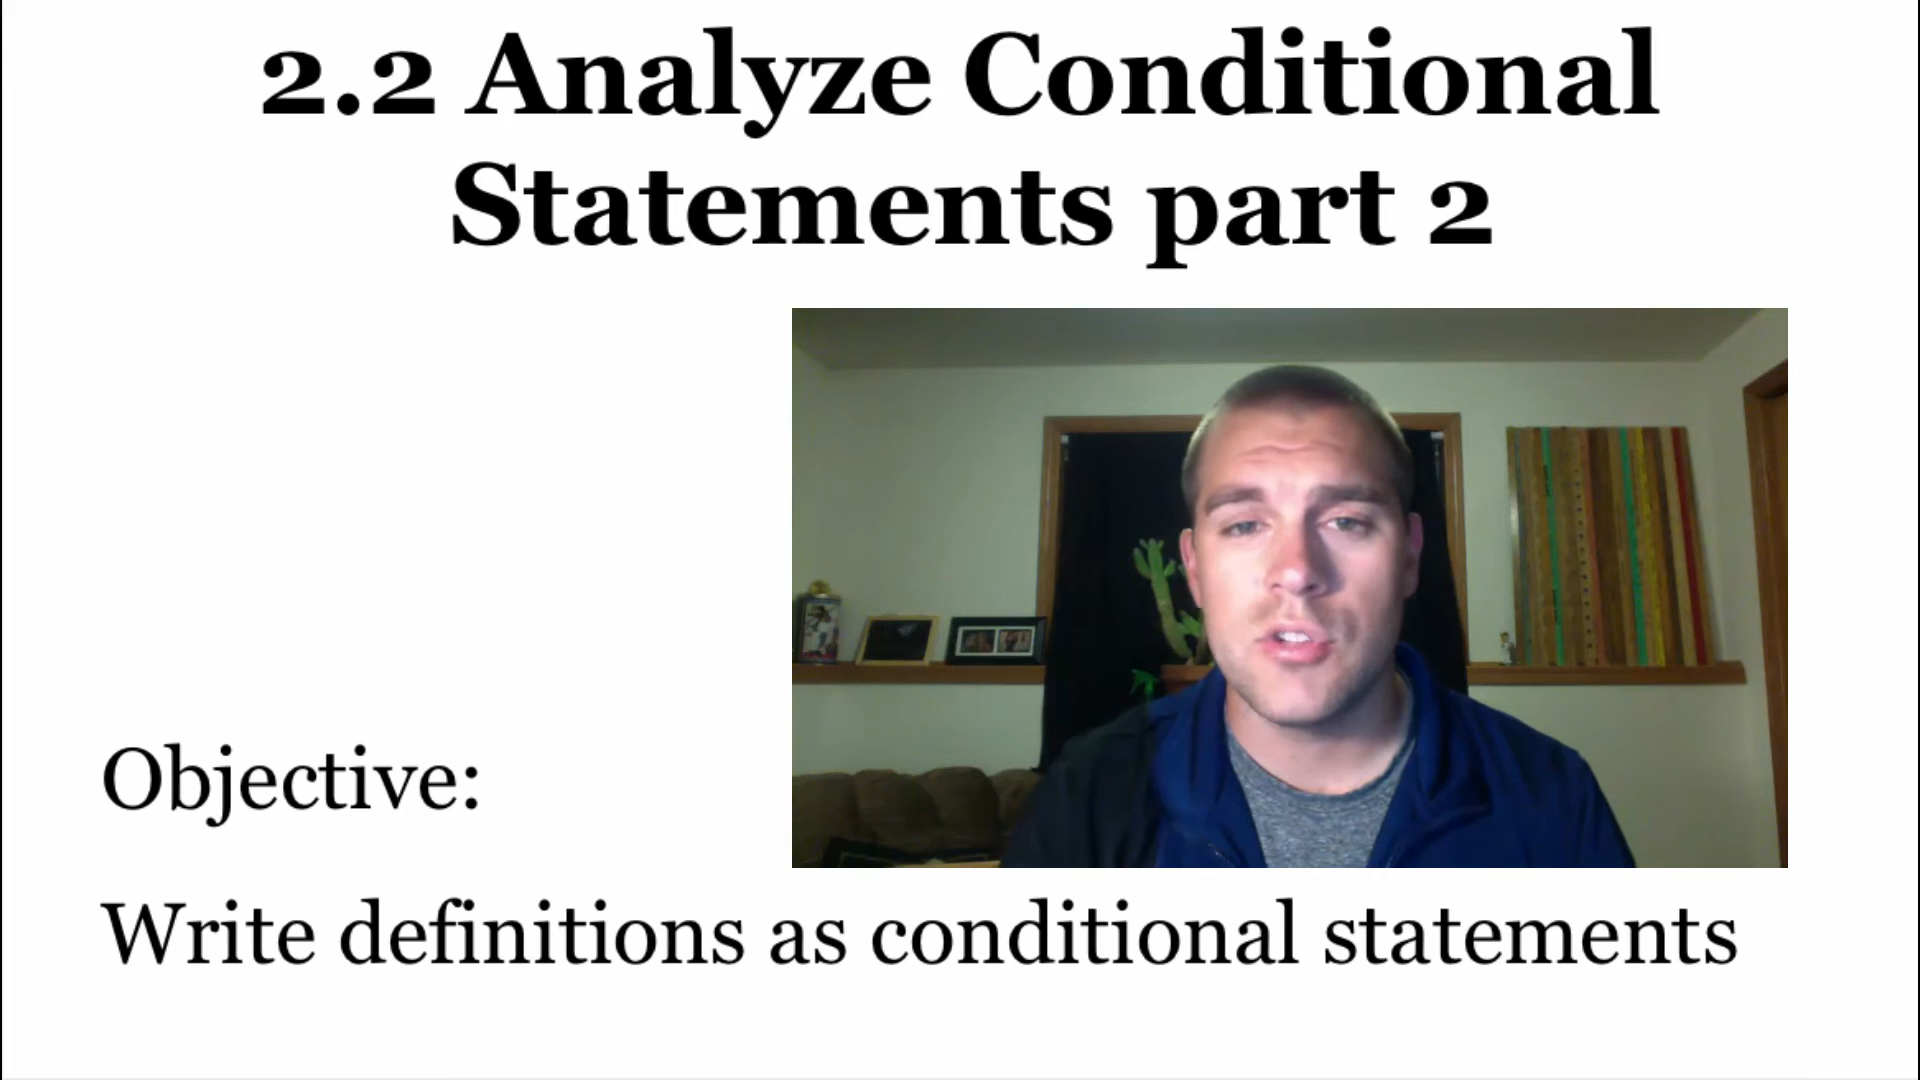 2.2 Analyze Conditional
Statements part 2
Objective:
Write definitions as conditional statements